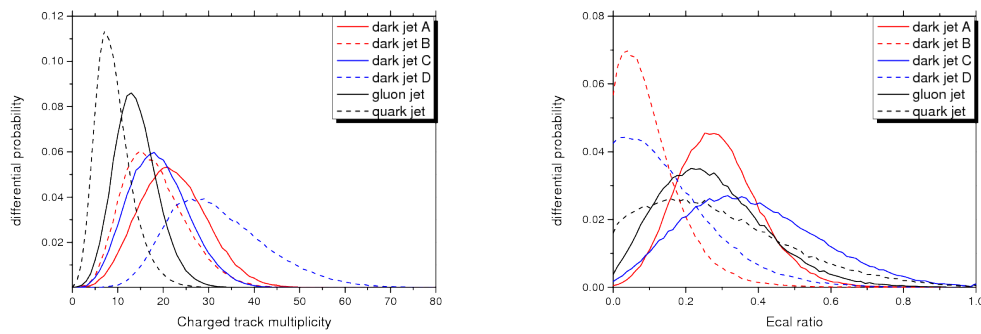 0.12
0.10
0.08
0.06
0.04
0.02
0
10
20
30
40
50
60
70
80
differential probability
Charged track multiplicity
dark jet A
dark jet B
dark jet C
dark jet D
gluon jet
quark jet
0.08
0.06
0.04
0.02
0.00
0.0
0.2
0.4
0.6
0.8
1.0
differential probability
Ecal ratio
dark jet A
dark jet B
dark jet C
dark jet D
gluon jet
quark jet